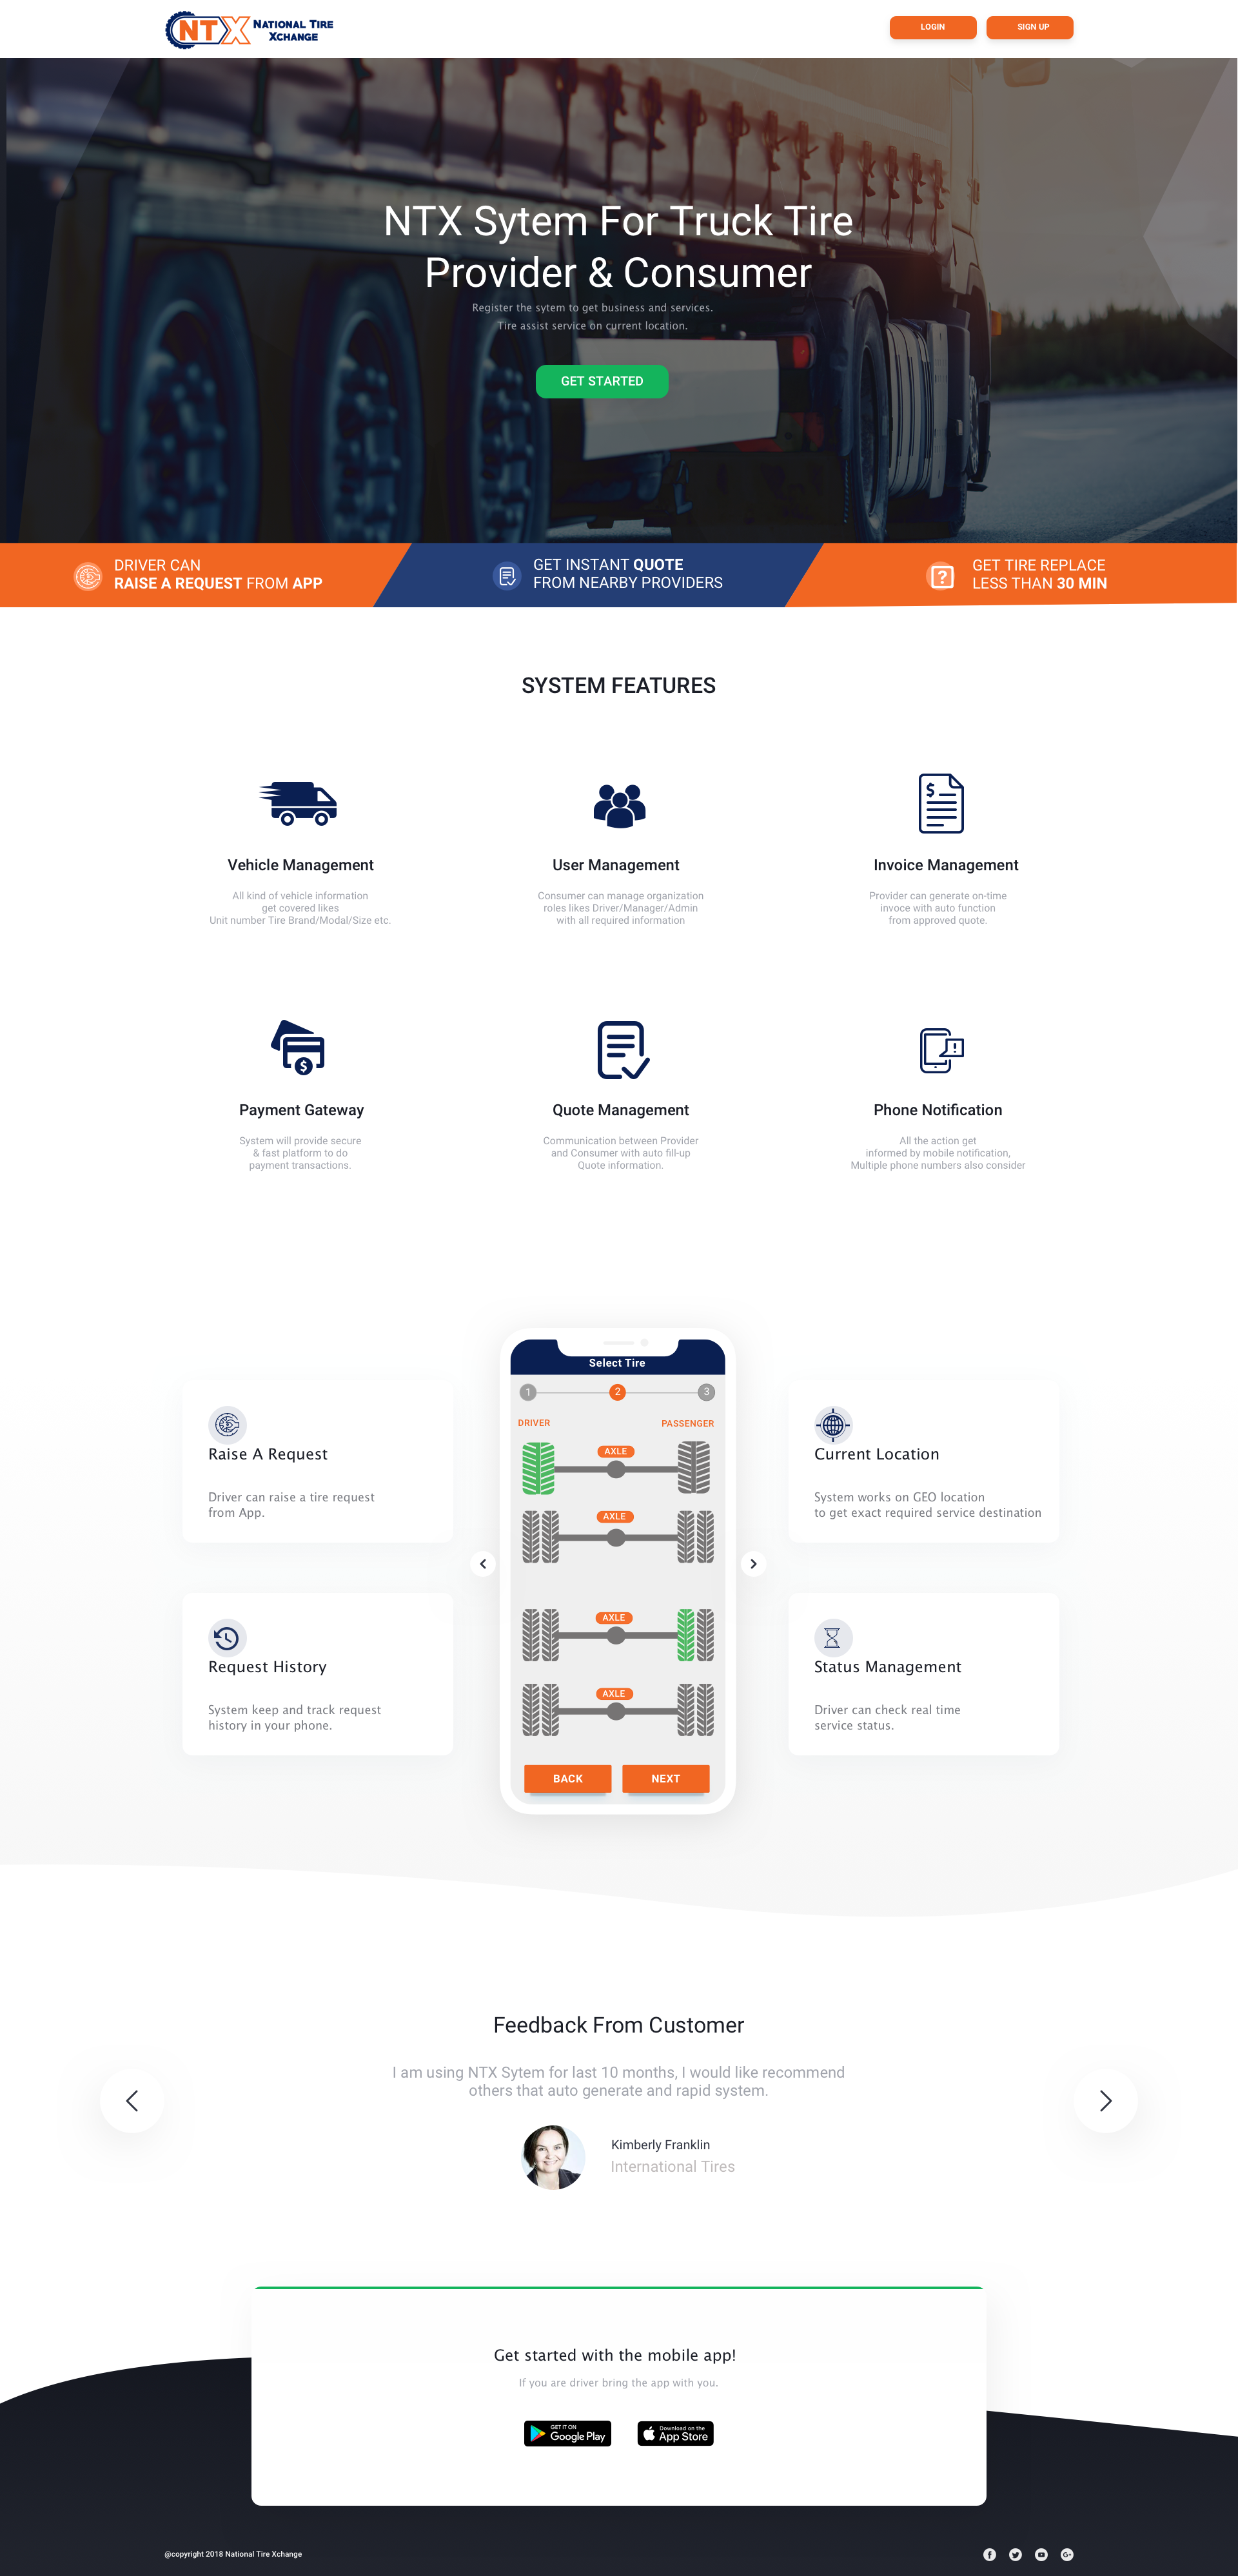 NTX NATIONAL TIRE
XCHANGE
LOGIN
SIGN UP
NTX Sytem For Truck Tire
Provider & Consumer
Register the sytem to get business and services.
Tire assist service on current location.
GET STARTED
DRIVER CAN
RAISE A REQUEST FROM APP
GET INSTANT QUOTE
FROM NEARBY PROVIDERS
?
GET TIRE REPLACE
LESS THAN 30 MIN
SYSTEM FEATURES
$
Vehicle Management
All kind of vehicle information
get covered likes
Unit number Tire Brand/Modal/Size etc.
User Management
Consumer can manage organization
roles likes Driver/Manager/Admin
with all required information
Invoice Management
Provider can generate on-time
invoce with auto function
from approved quote.
$
!
Payment Gateway
System will provide secure
& fast platform to do
payment transactions.
Quote Management
Communication between Provider
and Consumer with auto fill-up
Quote information.
Phone Notification
All the action get
informed by mobile notification,
Multiple phone numbers also consider
Raise A Request
Driver can raise a tire request
from App.
Request History
System keep and track request
history in your phone.
Select Tire
1
2
3
DRIVER
PASSENGER
AXLE
AXLE
AXLE
AXLE
BACK
NEXT
Current Location
System works on GEO location
to get exact required service destination
Status Management
Driver can check real time
service status.
Feedback From Customer
I am using NTX Sytem for last 10 months, I would like recommend
others that auto generate and rapid system.
Kimberly Franklin
International Tires
Get started with the mobile app!
If you are driver bring the app with you.
GET IT ON
Google Play
Download on the
App Store
@copyright 2018 National Tire Xchange
f
G+